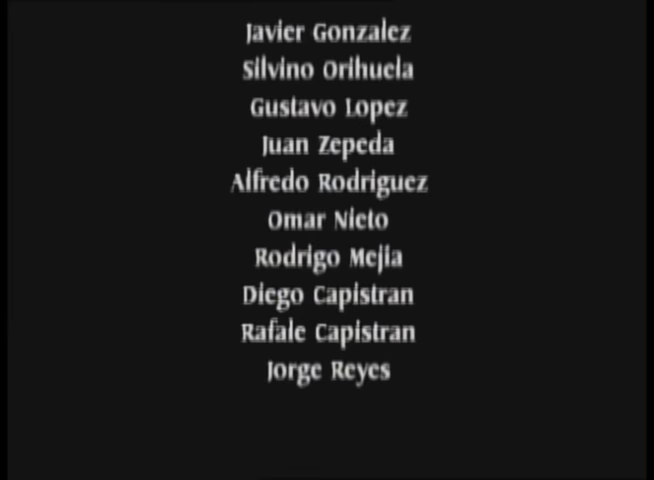 Javier Gonzalez
Silvino Orihuela
Gustavo Lopez
Juan Zepeda
Alfredo Rodriguez
Omar Nieto
Rodrigo Mejia
Diego Capistran
Rafale Capistran
Jorge Reyes